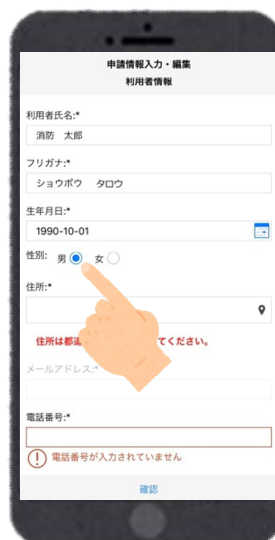 申請情報入力・編集
利用者情報
利用者氏名:*
消防 太郎
フリガナ:*
ショウボウ タロウ
生年月日:*
1990-10-01
性別: 男 女
住所:*
住所は都 てください。
メールアドレス:*
電話番号:*
電話番号が入力されていません
確認